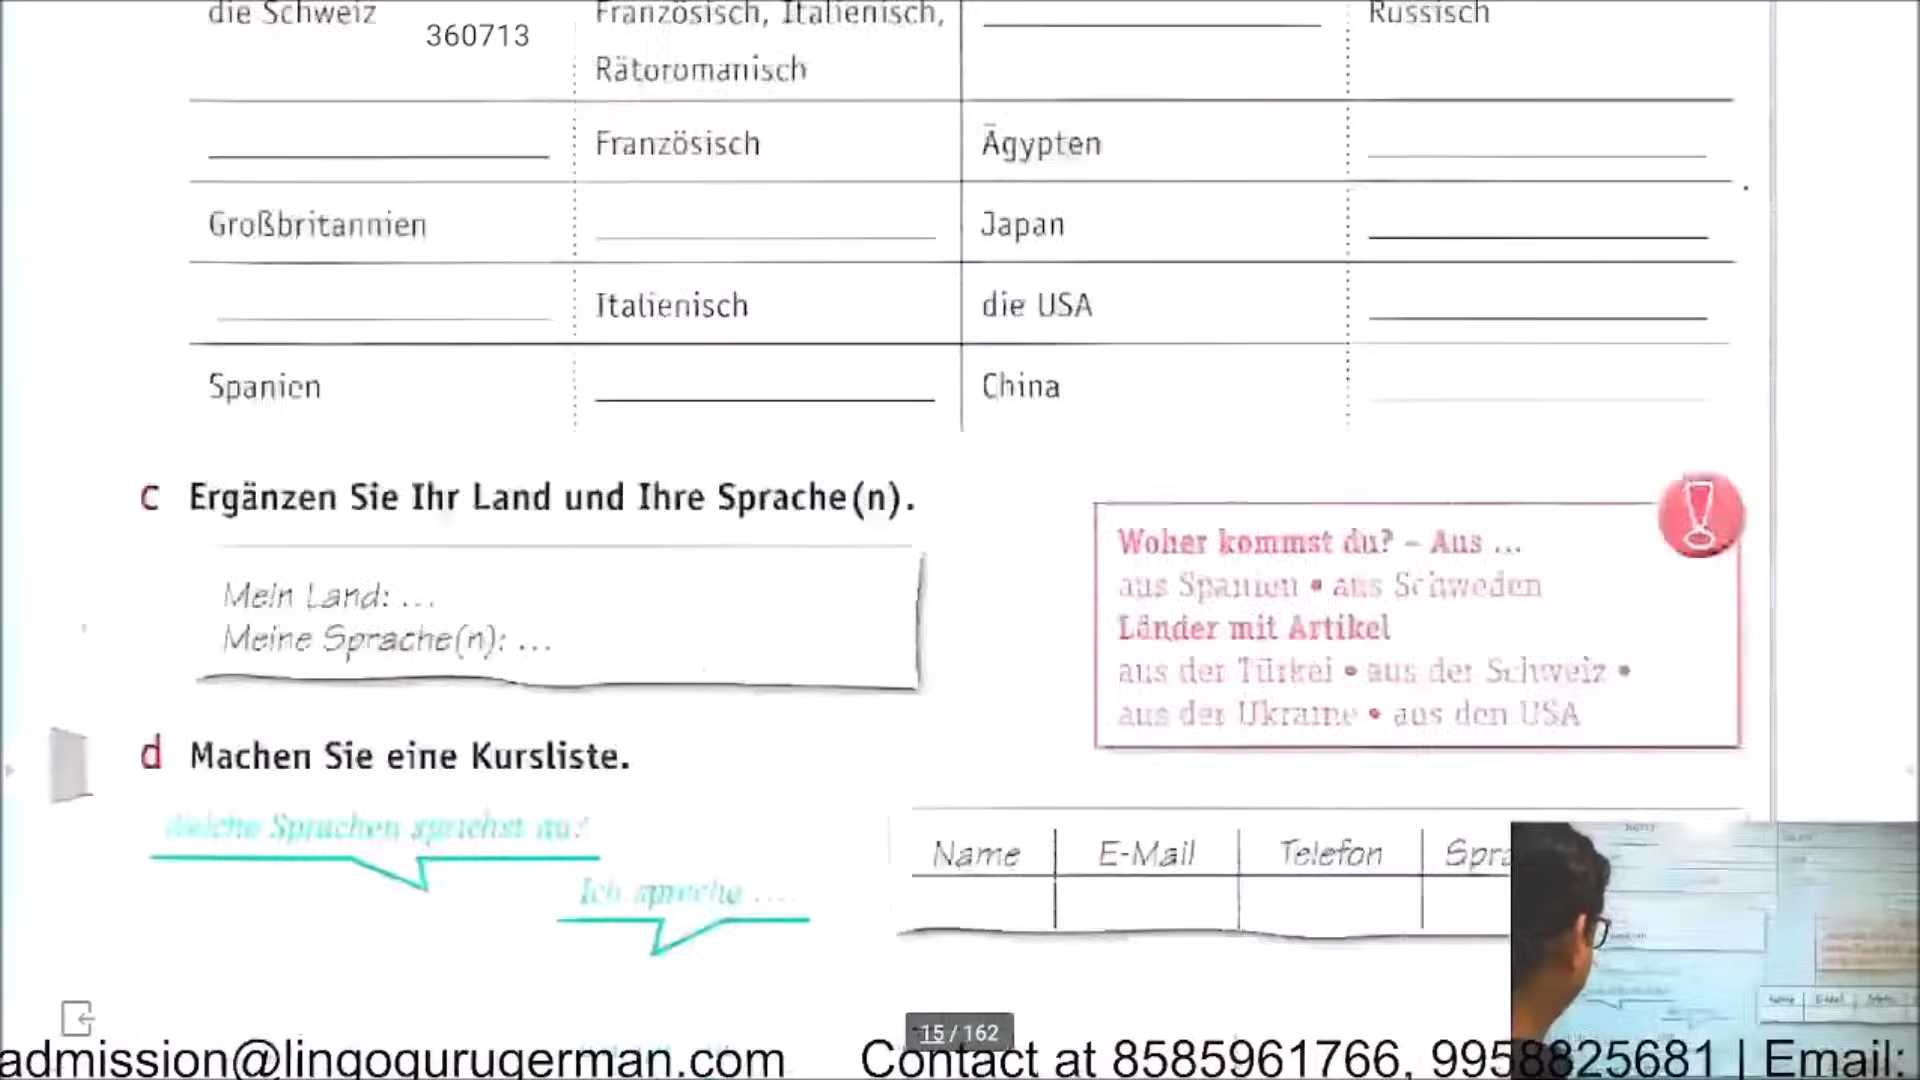 die Schweiz Französisch, Italienisch, Russisch
360713
Rätoromanisch
Französisch Ägypten
Großbritannien Japan
Italienisch die USA
Spanien China
c Ergänzen Sie Ihr Land und Ihre Sprache(n).
Mein Land: ...
Meine Sprache(n): ...
Woher kommst du? – Aus ...
aus Spanien • aus Schweden
Länder mit Artikel
aus der Türkei • aus der Schweiz •
aus der Ukraine • aus den USA
d Machen Sie eine Kursliste.
Welche Sprachen sprichst du?
Ich spreche ....
Name E-Mail Telefon
15 / 162
admission@lingogurugerman.com Contact at 8585961766, 9958825681 | Email: